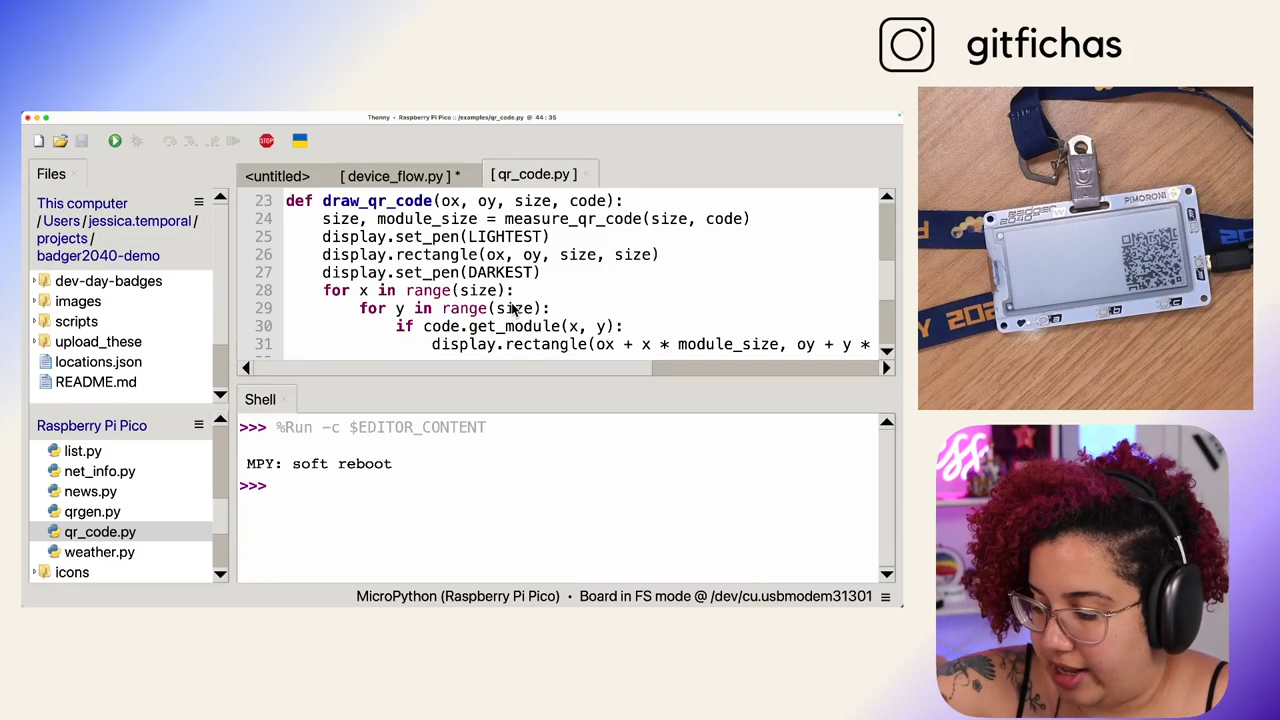 gitfichas
Thonny - Raspberry Pi Pico :: /examples/qr_code.py @ 44:35
Files
This computer
/Users/jessica.temporal/
projects/
badger2040-demo
dev-day-badges
images
scripts
upload_these
locations.json
README.md
Raspberry Pi Pico
list.py
net_info.py
news.py
qrgen.py
qr_code.py
weather.py
icons
<untitled>
[ device_flow.py ] *
[ qr_code.py ]
23 def draw_qr_code(ox, oy, size, code):
24 size, module_size = measure_qr_code(size, code)
25 display.set_pen(LIGHTEST)
26 display.rectangle(ox, oy, size, size)
27 display.set_pen(DARKEST)
28 for x in range(size):
29 for y in range(size):
30 if code.get_module(x, y):
31 display.rectangle(ox + x * module_size, oy + y *
Shell
>>> %Run -c $EDITOR_CONTENT
MPY: soft reboot
>>>
MicroPython (Raspberry Pi Pico) • Board in FS mode @ /dev/cu.usbmodem31301
STOP
PIMORONI
BADGER
2040 W
a
b
c